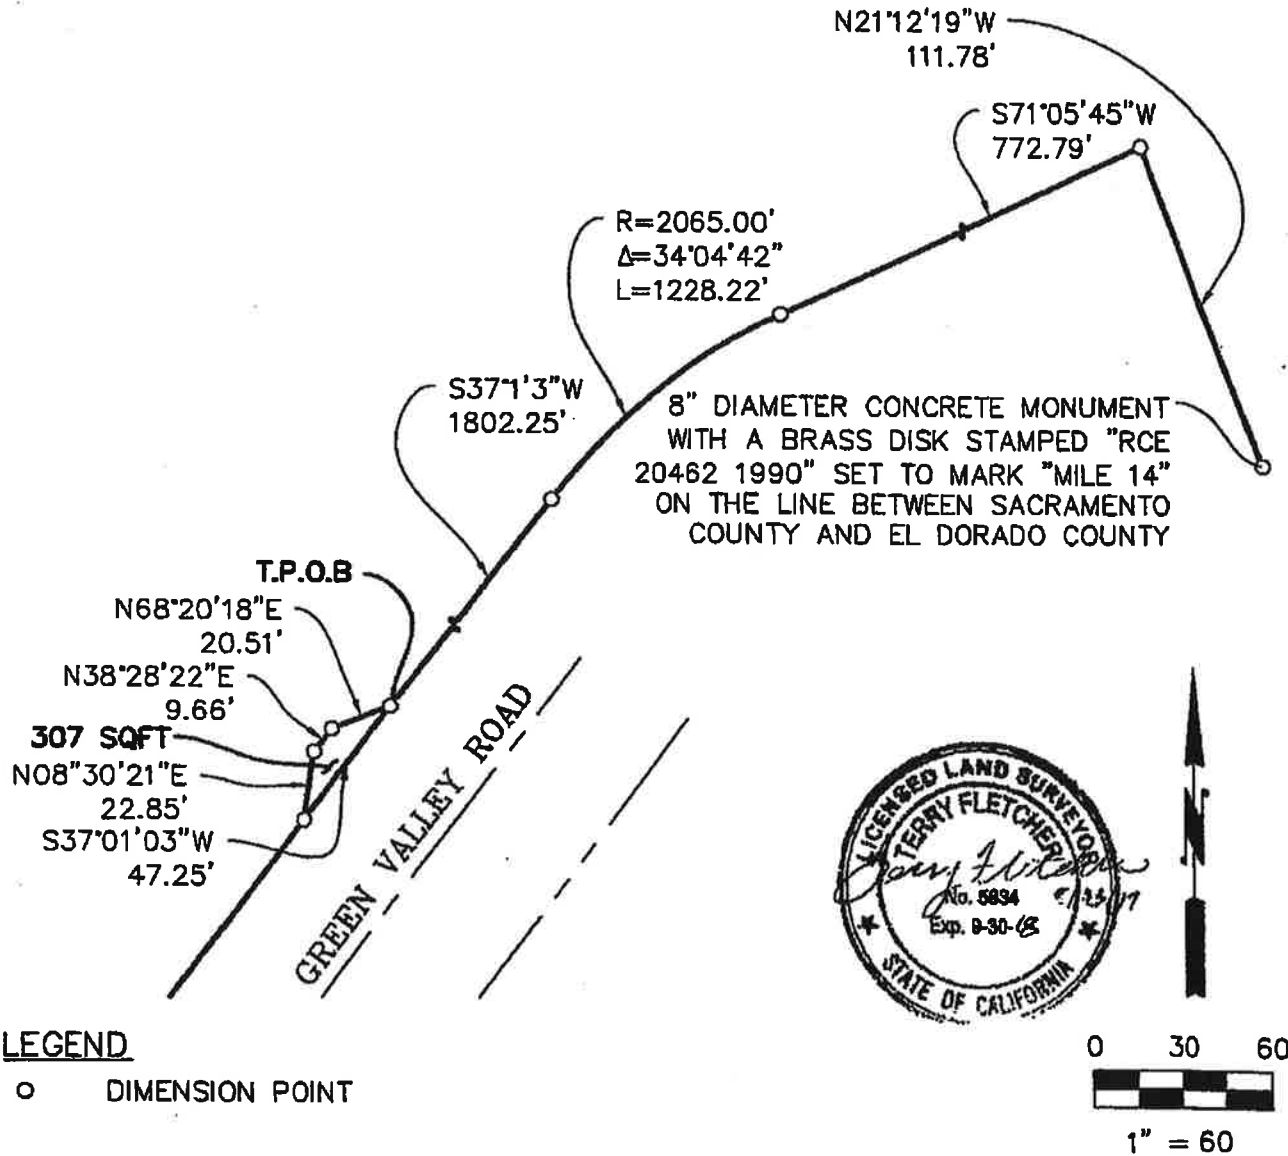 N21°12'19"W
111.78'
S71°05'45"W
772.79'
R=2065.00'
Δ=34°04'42"
L=1228.22'
S37°1'3"W
1802.25'
8" DIAMETER CONCRETE MONUMENT
WITH A BRASS DISK STAMPED "RCE
20462 1990" SET TO MARK "MILE 14"
ON THE LINE BETWEEN SACRAMENTO
COUNTY AND EL DORADO COUNTY
T.P.O.B
N68°20'18"E
20.51'
N38°28'22"E
9.66'
307 SQFT
N08"30'21"E
22.85'
S37°01'03"W
47.25'
GREEN VALLEY ROAD
LICENSED LAND SURVEYOR
TERRY FLETCHER
No. 5834
Exp. 9-30-18
STATE OF CALIFORNIA
N
LEGEND
DIMENSION POINT
0 30 60
1" = 60